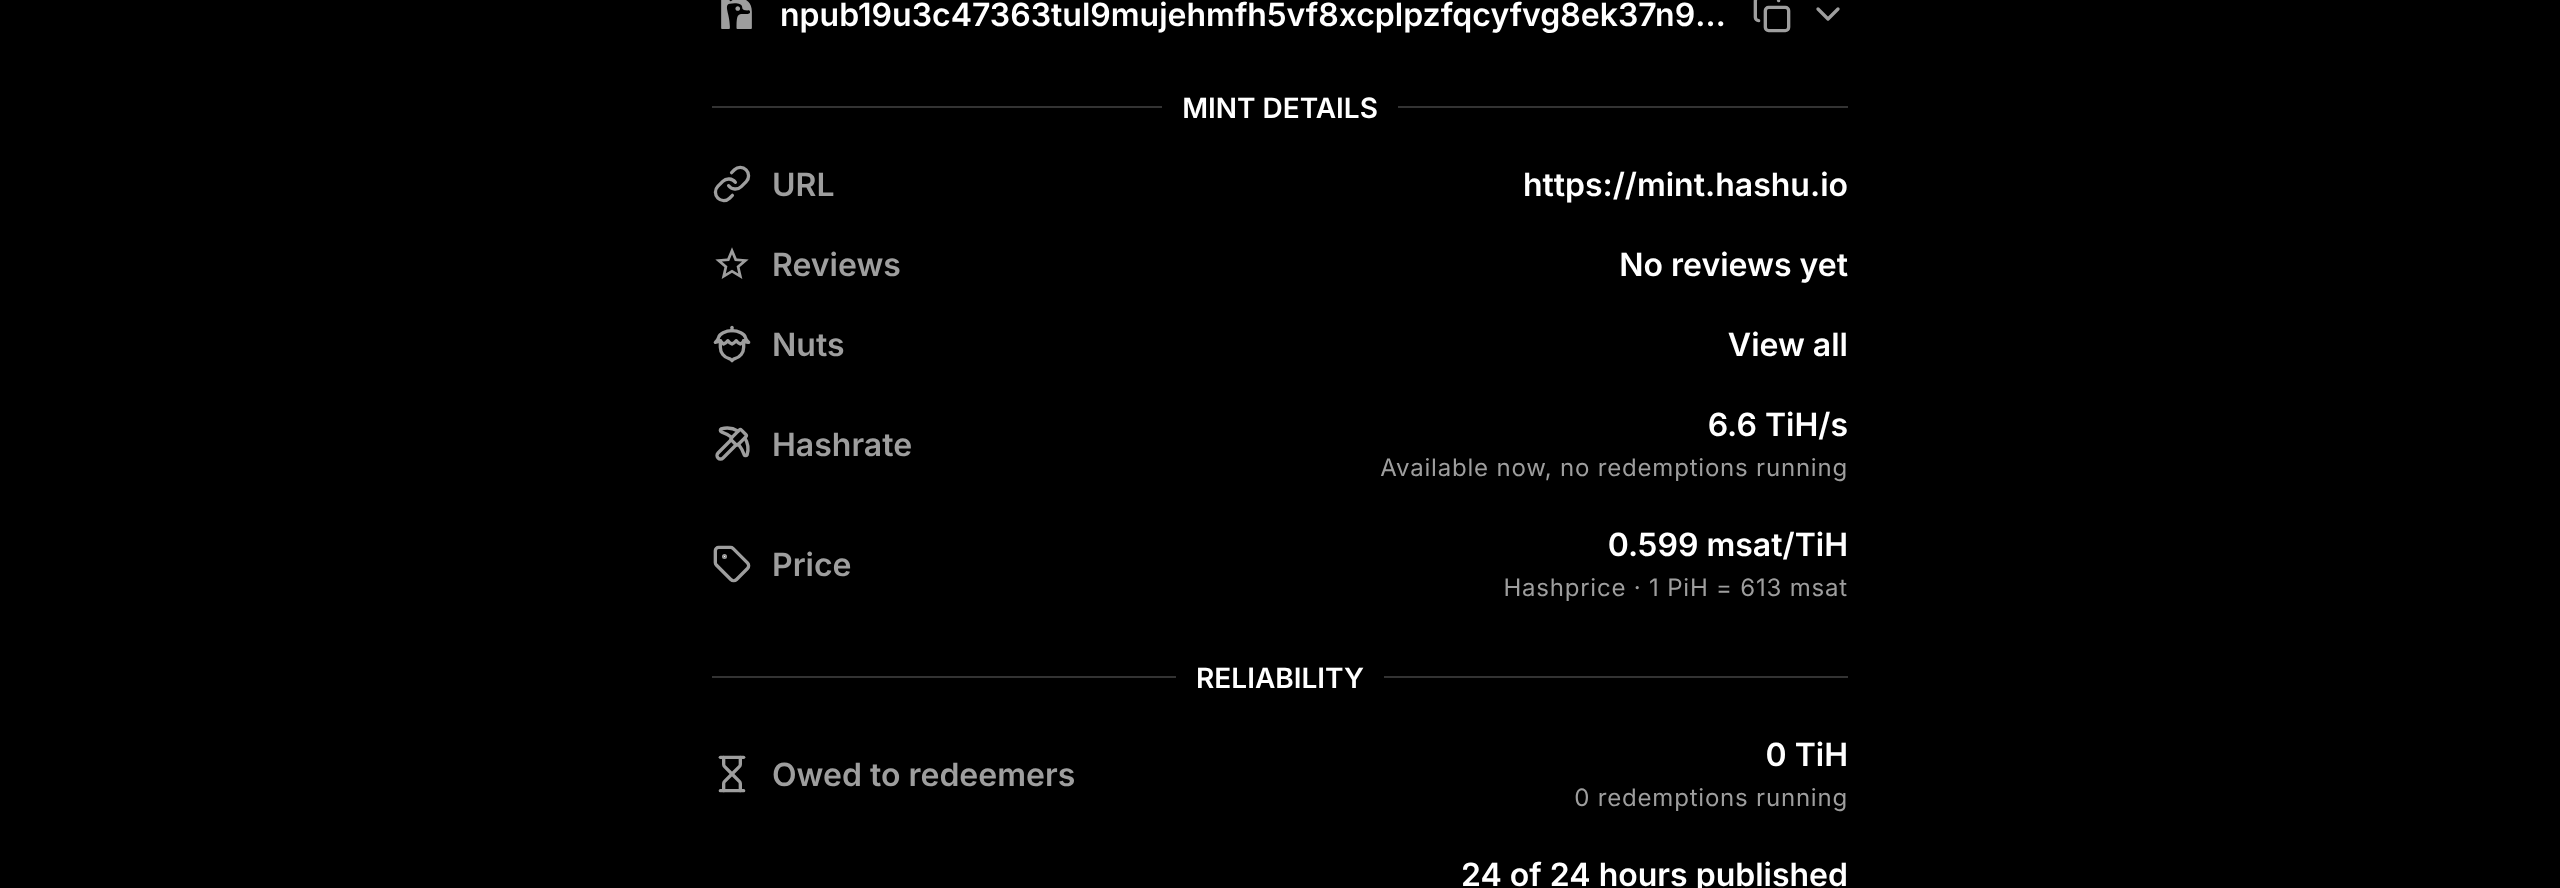 npub19u3c47363tul9mujehmfh5vf8xcplpzfqcyfvg8ek37n9...
MINT DETAILS
URL https://mint.hashu.io
Reviews No reviews yet
Nuts View all
Hashrate 6.6 TiH/s
Available now, no redemptions running
Price 0.599 msat/TiH
Hashprice · 1 PiH = 613 msat
RELIABILITY
Owed to redeemers 0 TiH
0 redemptions running
24 of 24 hours published